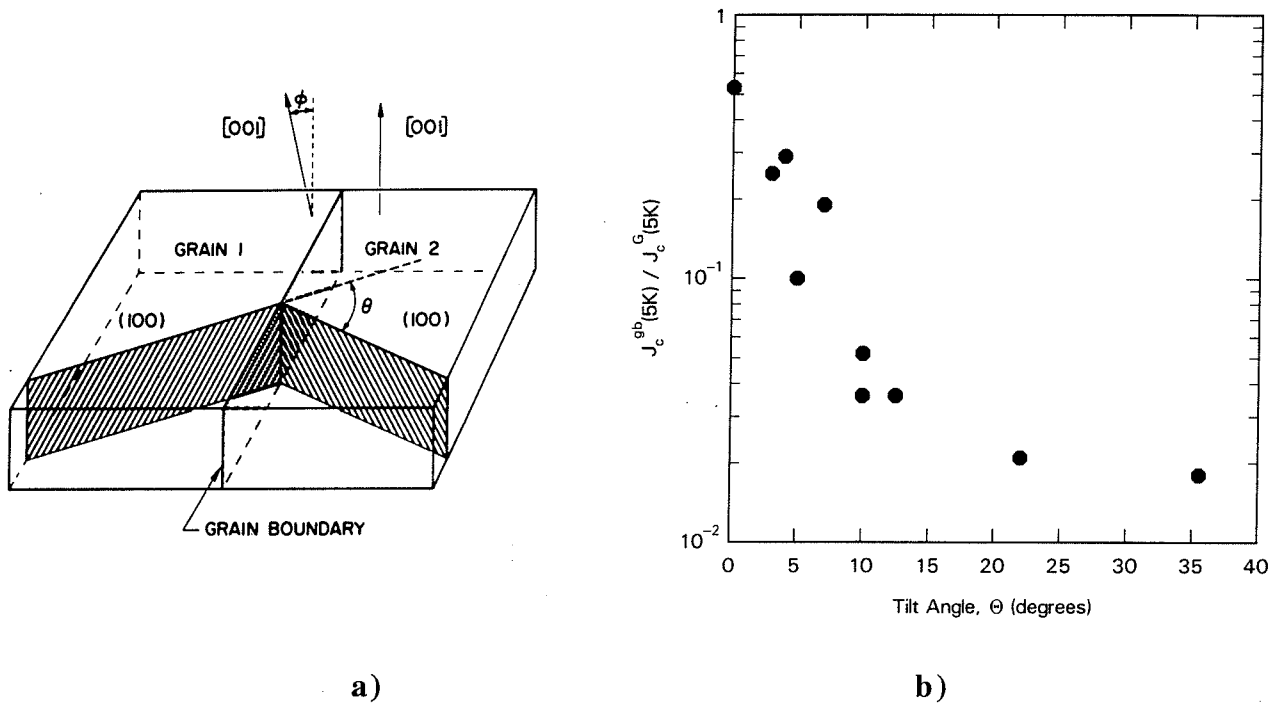 ϕ
[001]
[001]
GRAIN 1
GRAIN 2
θ
(100)
(100)
GRAIN BOUNDARY
a)
1
10⁻¹
10⁻²
J_c^gb(5K) / J_c^G(5K)
0 5 10 15 20 25 30 35 40
Tilt Angle, Θ (degrees)
b)